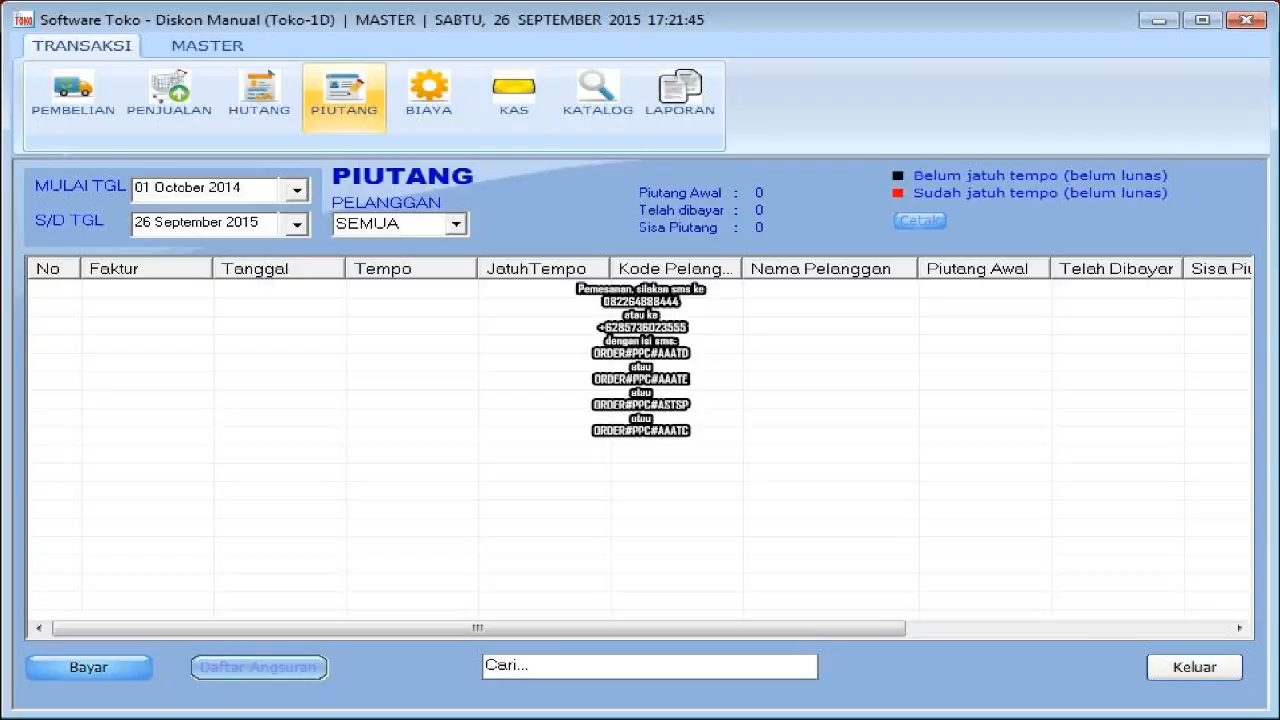 TOKO Software Toko - Diskon Manual (Toko-1D) | MASTER | SABTU, 26 SEPTEMBER 2015 17:21:45
TRANSAKSI MASTER
PEMBELIAN PENJUALAN HUTANG PIUTANG BIAYA KAS KATALOG LAPORAN
MULAI TGL 01 October 2014
S/D TGL 26 September 2015
PIUTANG
PELANGGAN
SEMUA
Piutang Awal : 0
Telah dibayar : 0
Sisa Piutang : 0
Belum jatuh tempo (belum lunas)
Sudah jatuh tempo (belum lunas)
Cetak
No Faktur Tanggal Tempo JatuhTempo Kode Pelang... Nama Pelanggan Piutang Awal Telah Dibayar Sisa Piu
Pemesanan, silakan sms ke
082264888444
atau ke
+6285736023555
dengan isi sms:
ORDER#PPC#AAATD
atau
ORDER#PPC#AAATE
atau
ORDER#PPC#ASTSP
atau
ORDER#PPC#AAATC
Bayar Daftar Angsuran Cari... Keluar